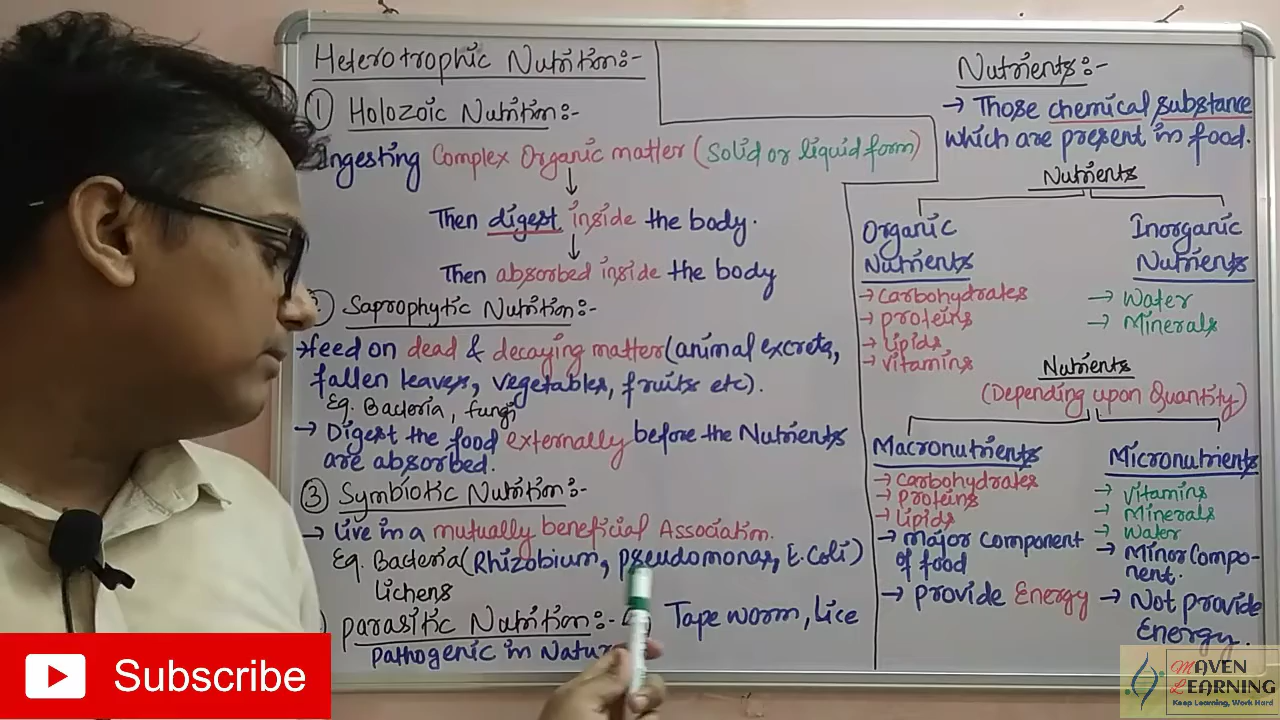 Heterotrophic Nutrition:-
① Holozoic Nutrition:-
Ingesting Complex Organic matter (Solid or liquid form)
↓
Then digest inside the body.
↓
Then absorbed inside the body
Saprophytic Nutrition:-
→ feed on dead & decaying matter (animal excreta,
fallen leaves, vegetables, fruits etc).
Eg. Bacteria, fungi
→ Digest the food externally before the Nutrients
are absorbed.
③ Symbiotic Nutrition:-
→ Live in a mutually beneficial Association.
Eg. Bacteria (Rhizobium, Pseudomonas, E.Coli)
Lichens
Parasitic Nutrition:- Tape worm, Lice
Pathogenic in
Nutrients:-
→ Those chemical substance
which are present in food.
Nutrients
Organic
Nutrients
→ Carbohydrates
→ Proteins
→ Lipids
→ Vitamins
Inorganic
Nutrients
→ Water
→ Minerals
Nutrients
(Depending upon Quantity)
Macronutrients
→ Carbohydrates
→ Proteins
→ Lipids
→ Major Component
of food
→ Provide Energy
Micronutrients
→ Vitamins
→ Minerals
→ Water
→ Minor Compo-
nent.
→ Not provide
Energy.
Subscribe
MAVEN
LEARNING
Keep Learning, Work Hard